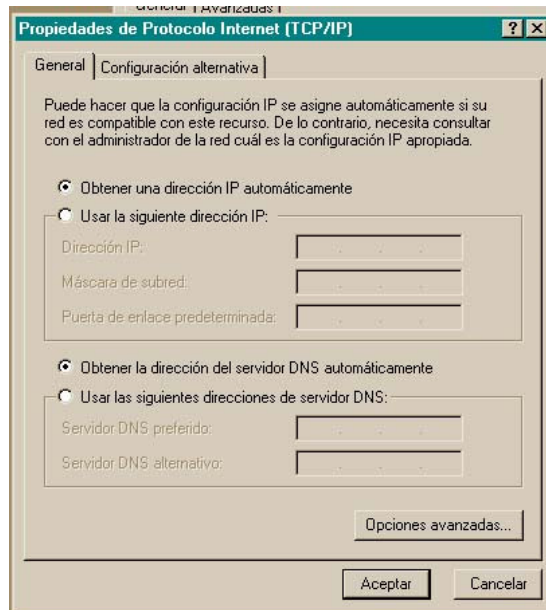 General Avanzadas
Propiedades de Protocolo Internet (TCP/IP)
General Configuración alternativa
Puede hacer que la configuración IP se asigne automáticamente si su
red es compatible con este recurso. De lo contrario, necesita consultar
con el administrador de la red cuál es la configuración IP apropiada.
Obtener una dirección IP automáticamente
Usar la siguiente dirección IP:
Dirección IP:
Máscara de subred:
Puerta de enlace predeterminada:
Obtener la dirección del servidor DNS automáticamente
Usar las siguientes direcciones de servidor DNS:
Servidor DNS preferido:
Servidor DNS alternativo:
Opciones avanzadas...
Aceptar Cancelar